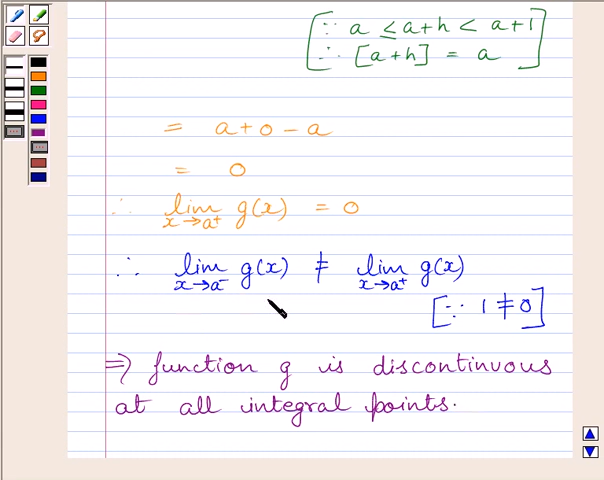 ∵ a ≤ a+h < a+1
∴ [a+h] = a
= a+0-a
= 0
∴ lim x→a⁺ g(x) = 0
∴ lim x→a⁻ g(x) ≠ lim x→a⁺ g(x)
[∵ 1 ≠ 0]
⇒ function g is discontinuous
at all integral points.